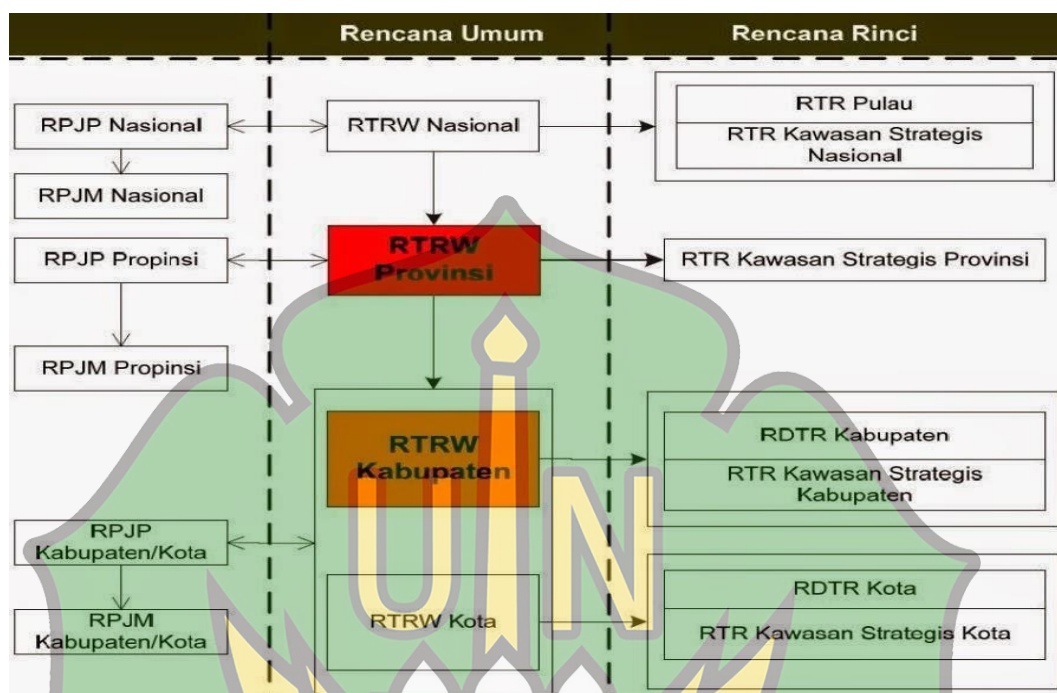 Rencana Umum
Rencana Rinci
RPJP Nasional
RTRW Nasional
RTR Pulau
RTR Kawasan Strategis
Nasional
RPJM Nasional
RPJP Propinsi
RTRW
Provinsi
RTR Kawasan Strategis Provinsi
RPJM Propinsi
RTRW
Kabupaten
RDTR Kabupaten
RTR Kawasan Strategis
Kabupaten
RPJP
Kabupaten/Kota
RPJM
Kabupaten/Kota
RTRW Kota
RDTR Kota
RTR Kawasan Strategis Kota
UIN